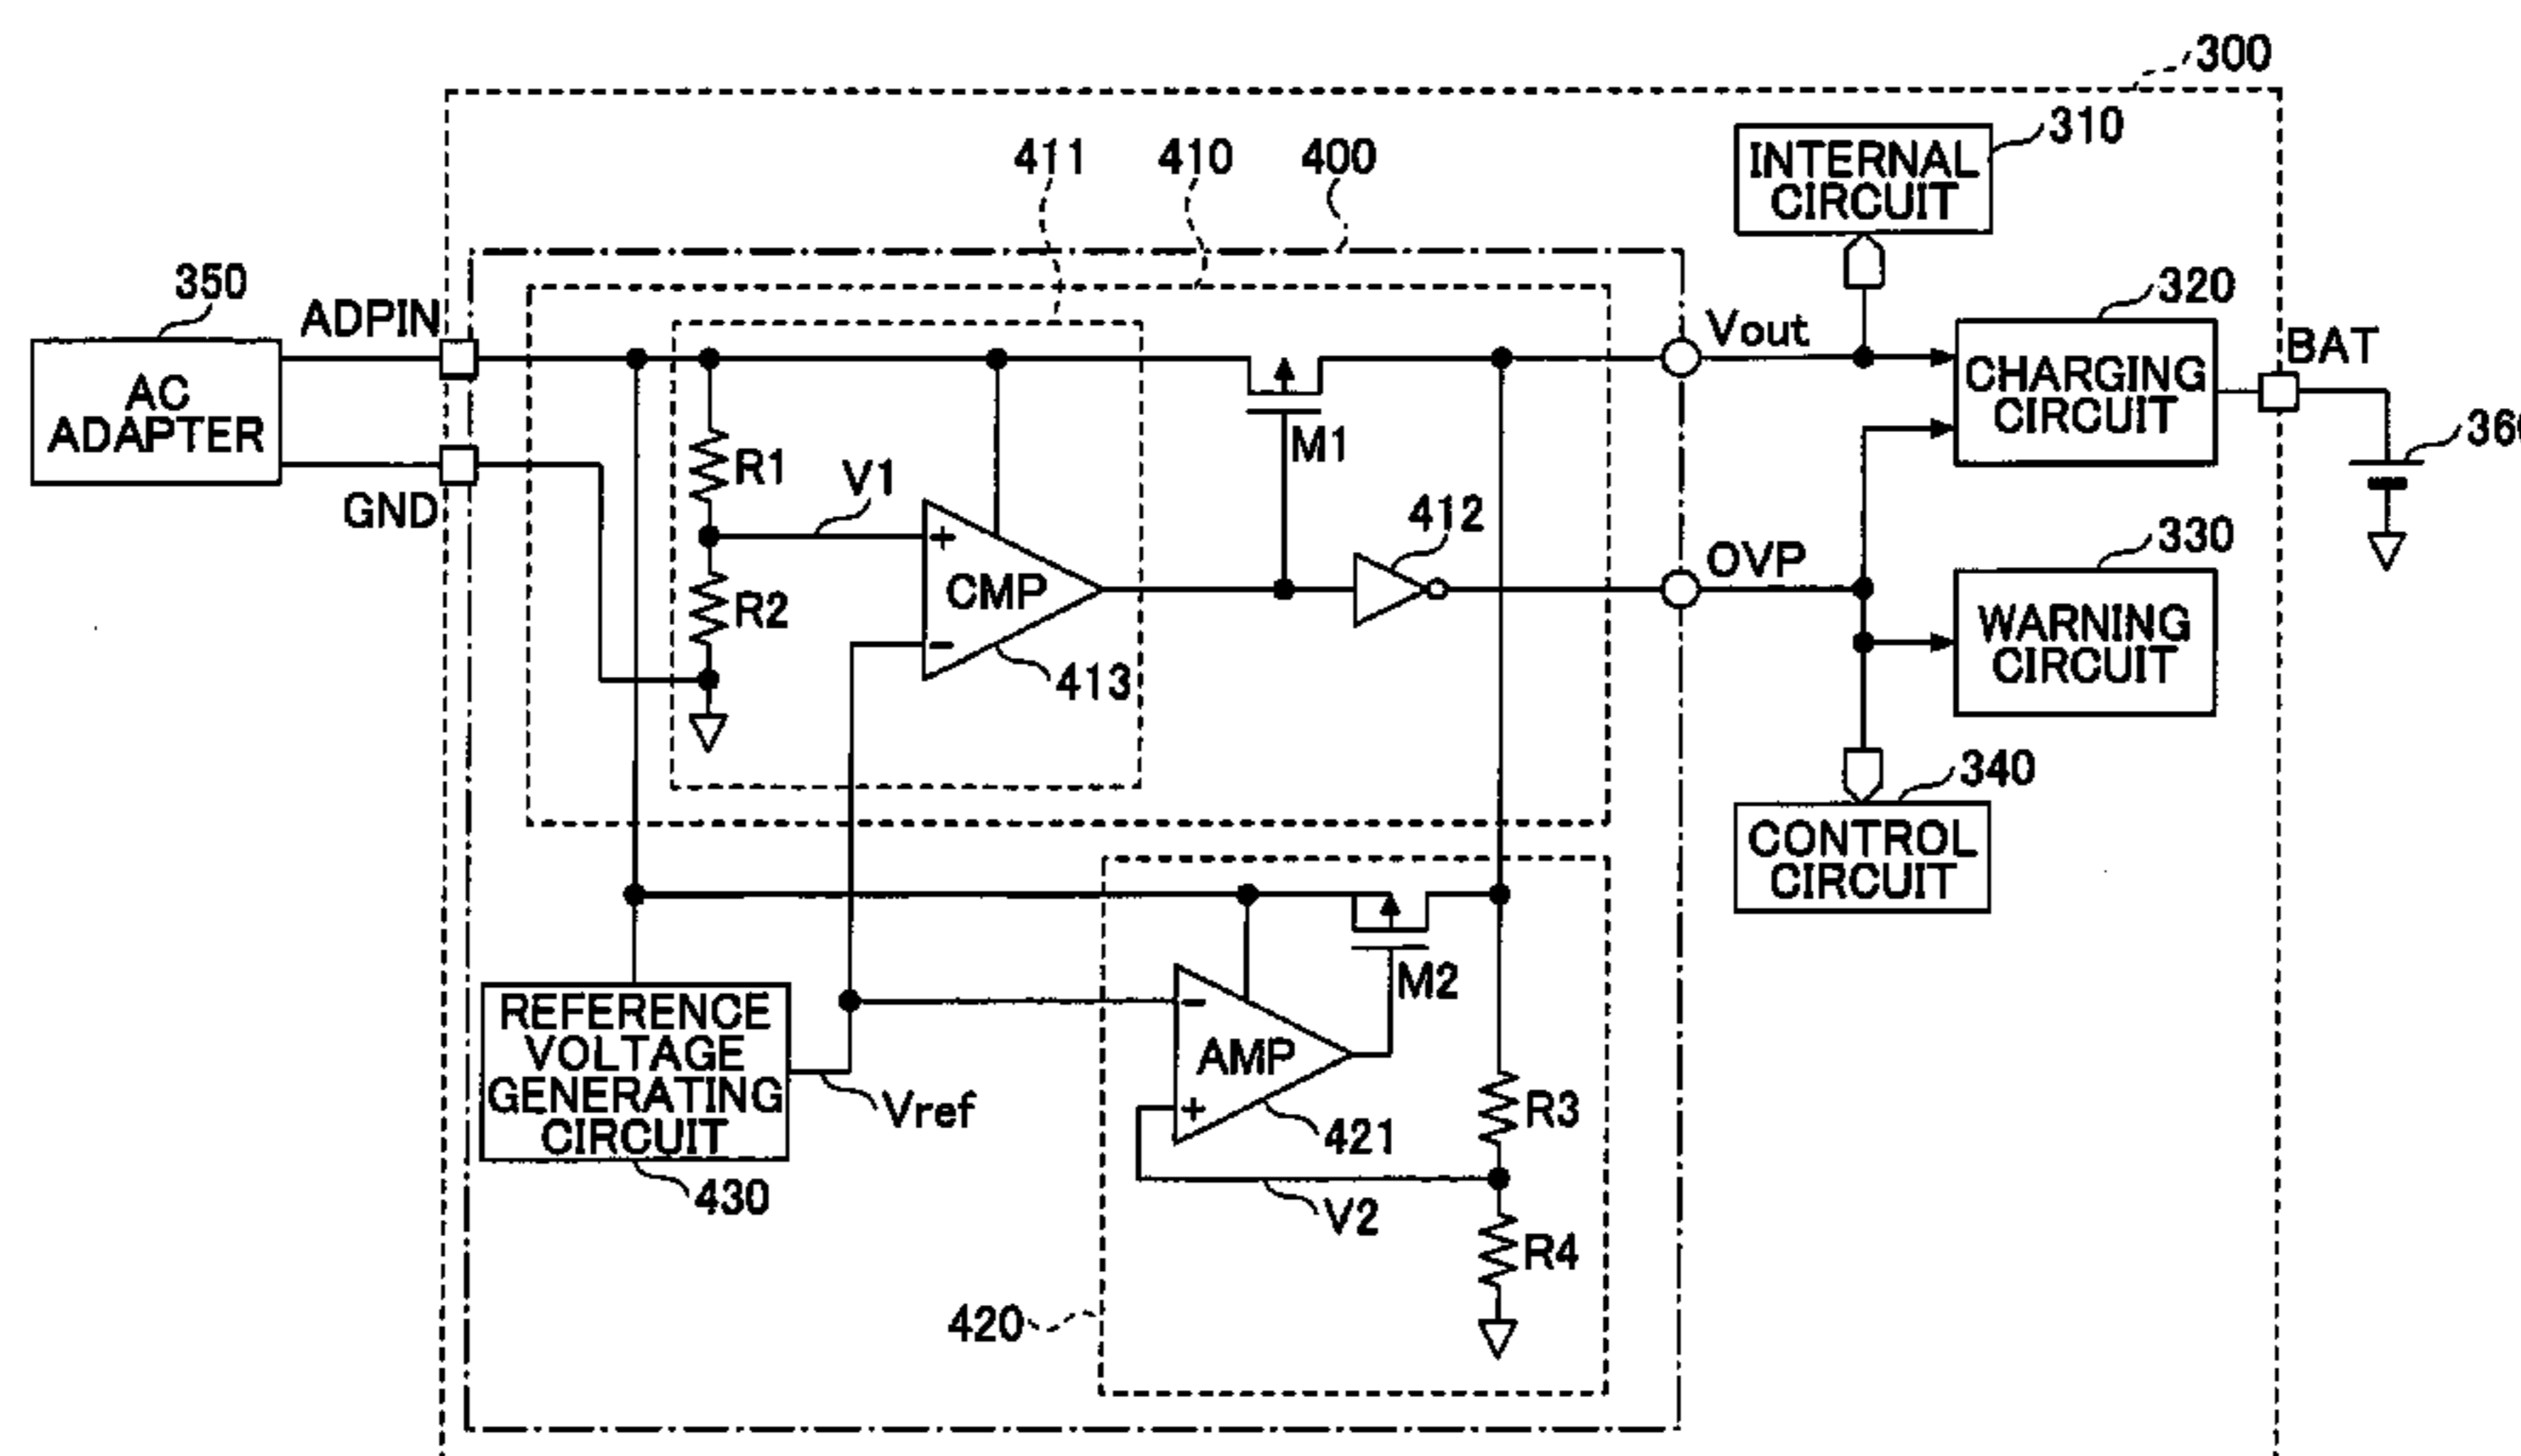 300
310
INTERNAL
CIRCUIT
411
410
400
350
ADPIN
AC
ADAPTER
GND
Vout
320
CHARGING
CIRCUIT
BAT
M1
R1
V1
+
CMP
R2
−
413
412
OVP
330
WARNING
CIRCUIT
340
CONTROL
CIRCUIT
M2
REFERENCE
VOLTAGE
GENERATING
CIRCUIT
430
Vref
−
AMP
+
421
R3
V2
R4
420